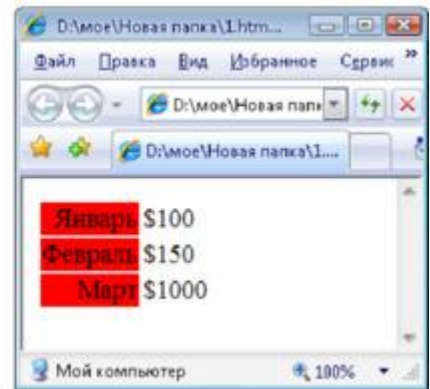 D:\мое\Новая папка\1.htm...
Файл Правка Вид Избранное Сервис »
D:\мое\Новая папк
D:\мое\Новая папка\1....
Январь $100
Февраль $150
Март $1000
Мой компьютер 100%